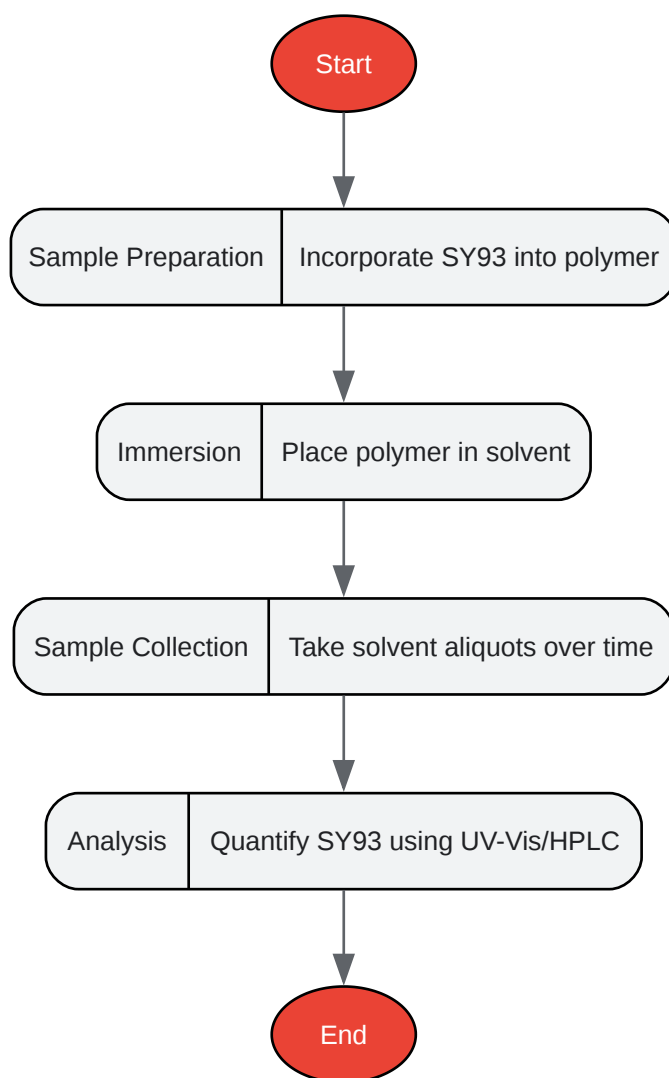 Start
Sample Preparation
Incorporate SY93 into polymer
Immersion
Place polymer in solvent
Sample Collection
Take solvent aliquots over time
Analysis
Quantify SY93 using UV-Vis/HPLC
End